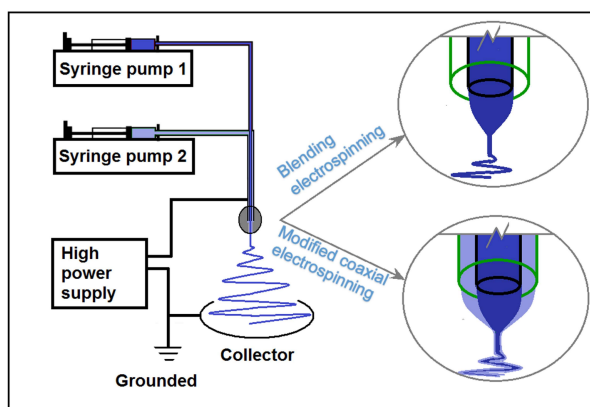 Syringe pump 1
Syringe pump 2
Blending
electrospinning
Modified coaxial
electrospinning
High
power
supply
Collector
Grounded